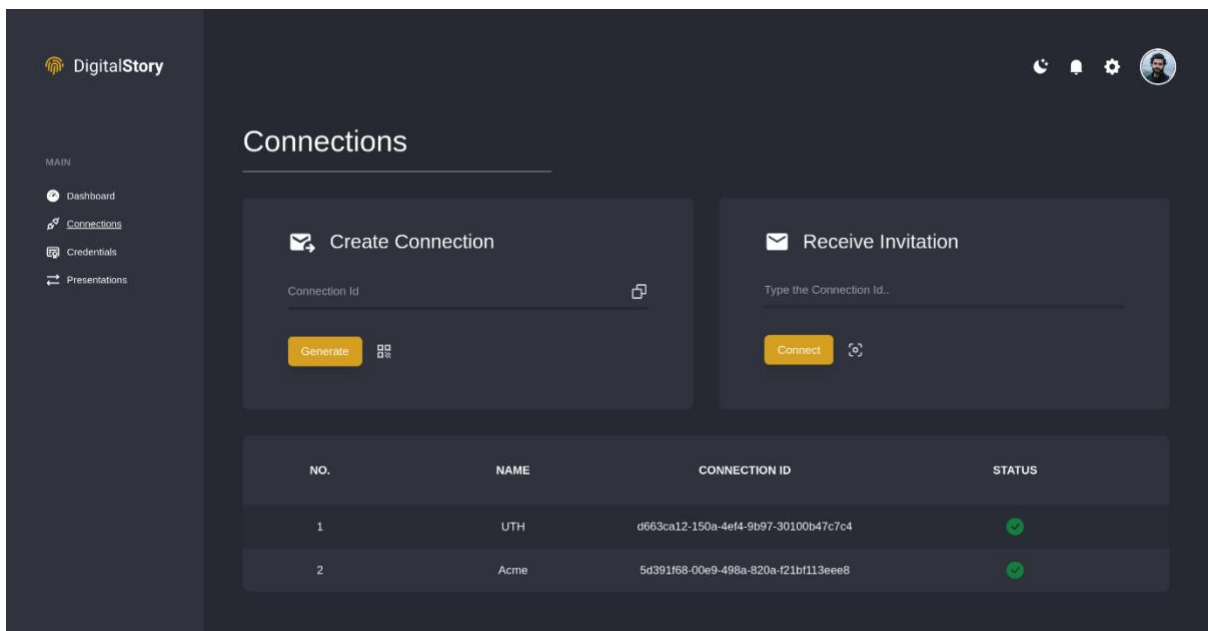 DigitalStory
MAIN
Dashboard
Connections
Credentials
Presentations
Connections
Create Connection
Connection Id
Generate
Receive Invitation
Type the Connection Id..
Connect
NO. NAME CONNECTION ID STATUS
1 UTH d663ca12-150a-4ef4-9b97-30100b47c7c4
2 Acme 5d391f68-00e9-498a-820a-f21bf113eee8